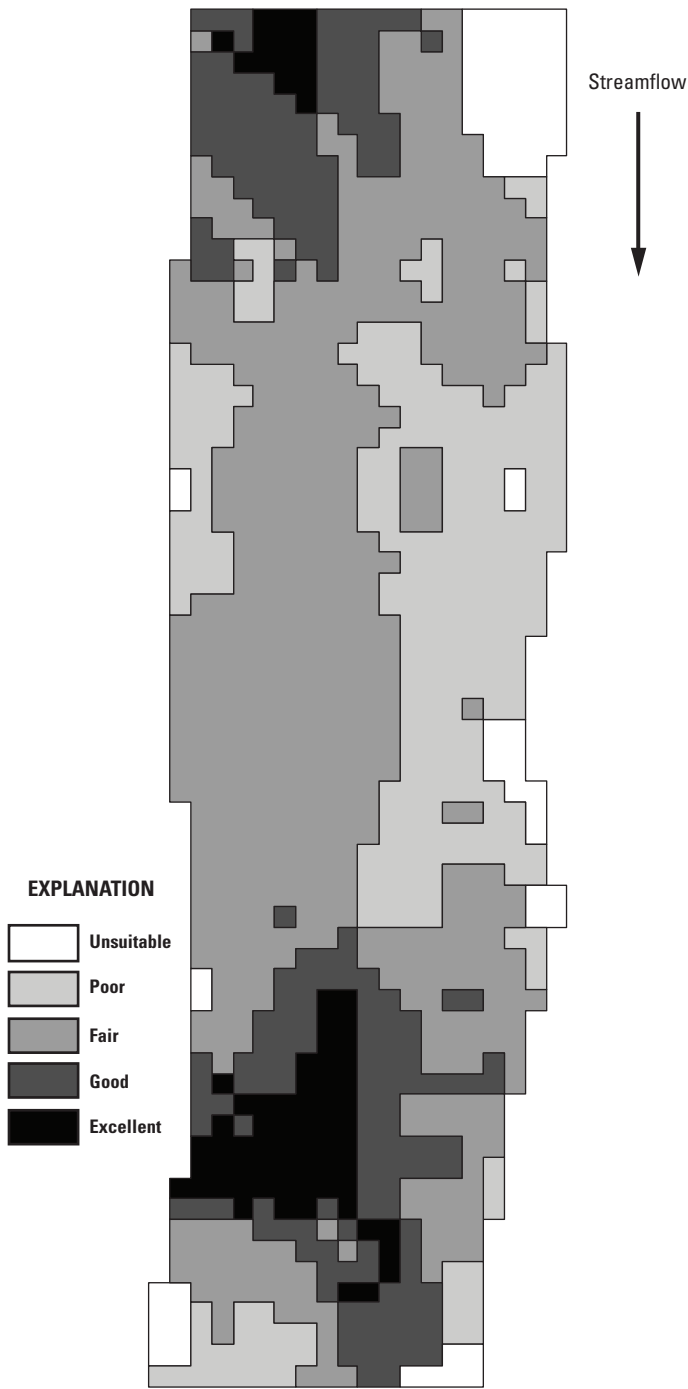 Streamflow
EXPLANATION
Unsuitable
Poor
Fair
Good
Excellent